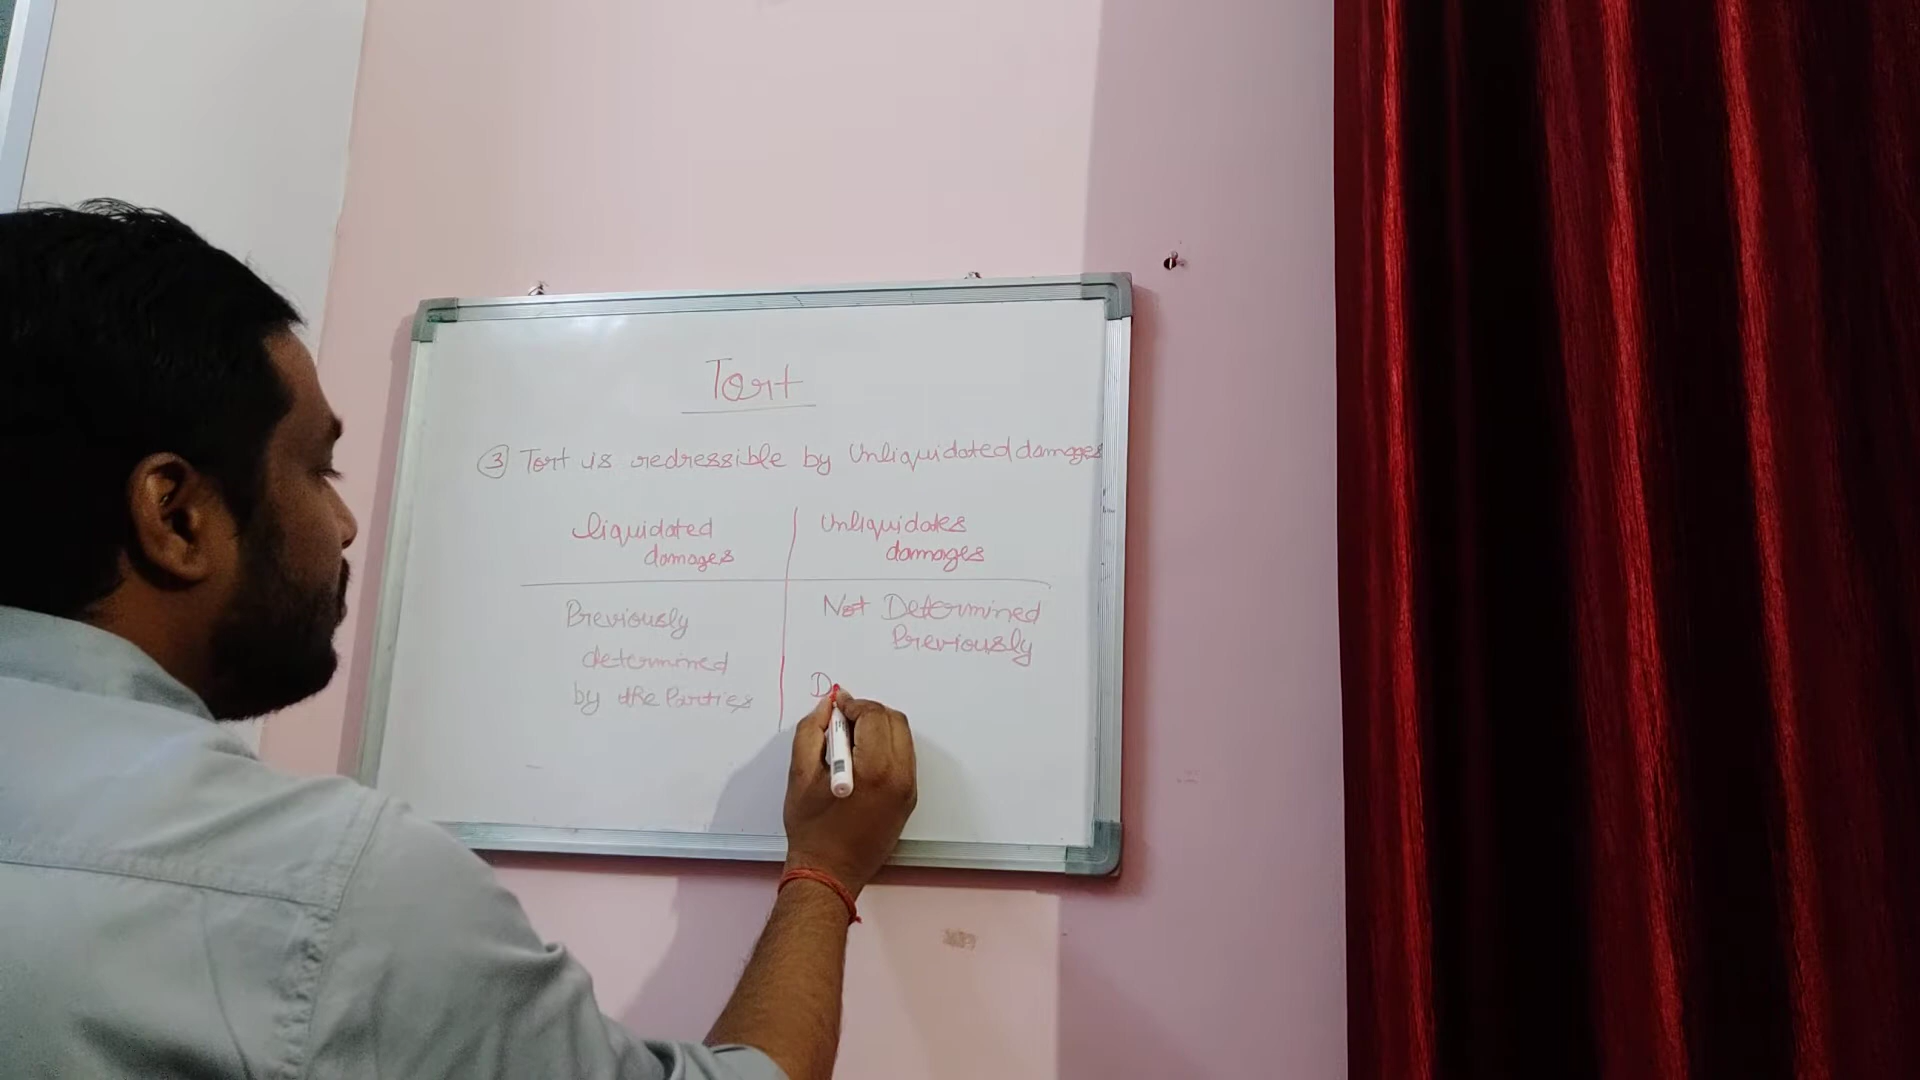 Tort
③ Tort is redressible by Unliquidated damages
liquidated
damages
Unliquidates
damages
Previously
determined
by the Parties
Not Determined
Previously
D